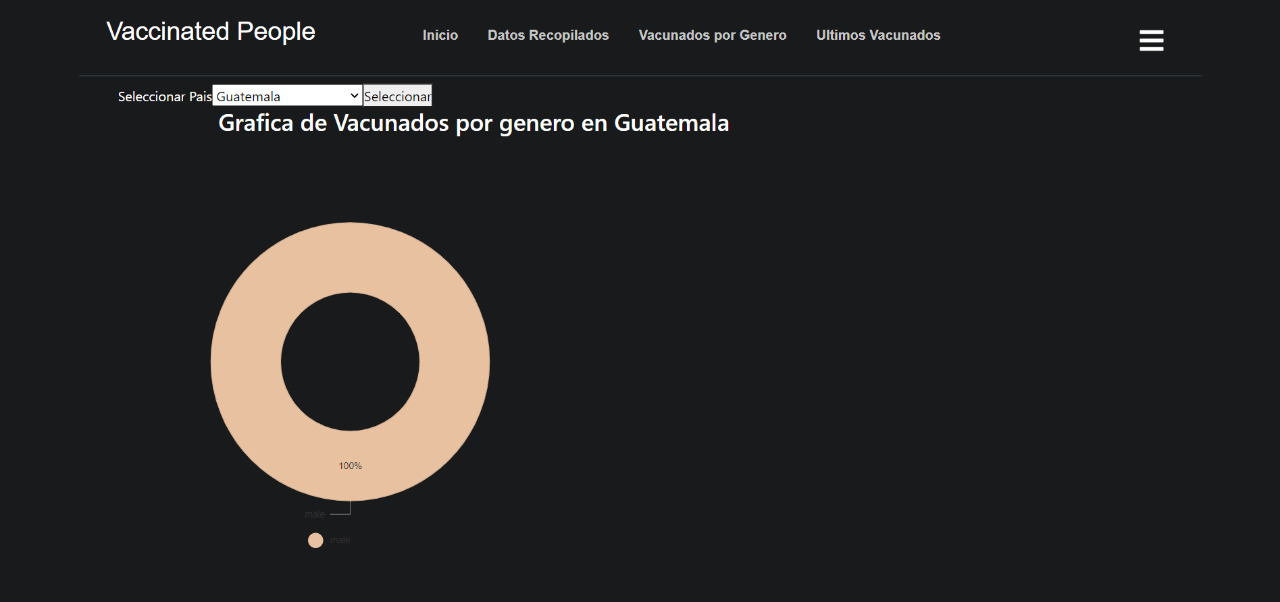 Vaccinated People
Inicio Datos Recopilados Vacunados por Genero Ultimos Vacunados
Seleccionar Pais Guatemala Seleccionar
Grafica de Vacunados por genero en Guatemala
100%
male
male